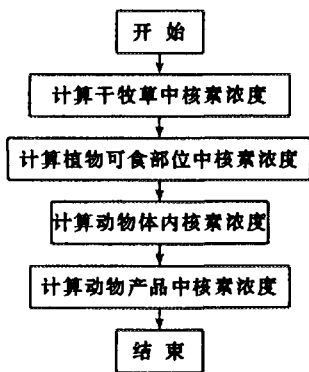 开 始
计算干牧草中核素浓度
计算植物可食部位中核素浓度
计算动物体内核素浓度
计算动物产品中核素浓度
结 束